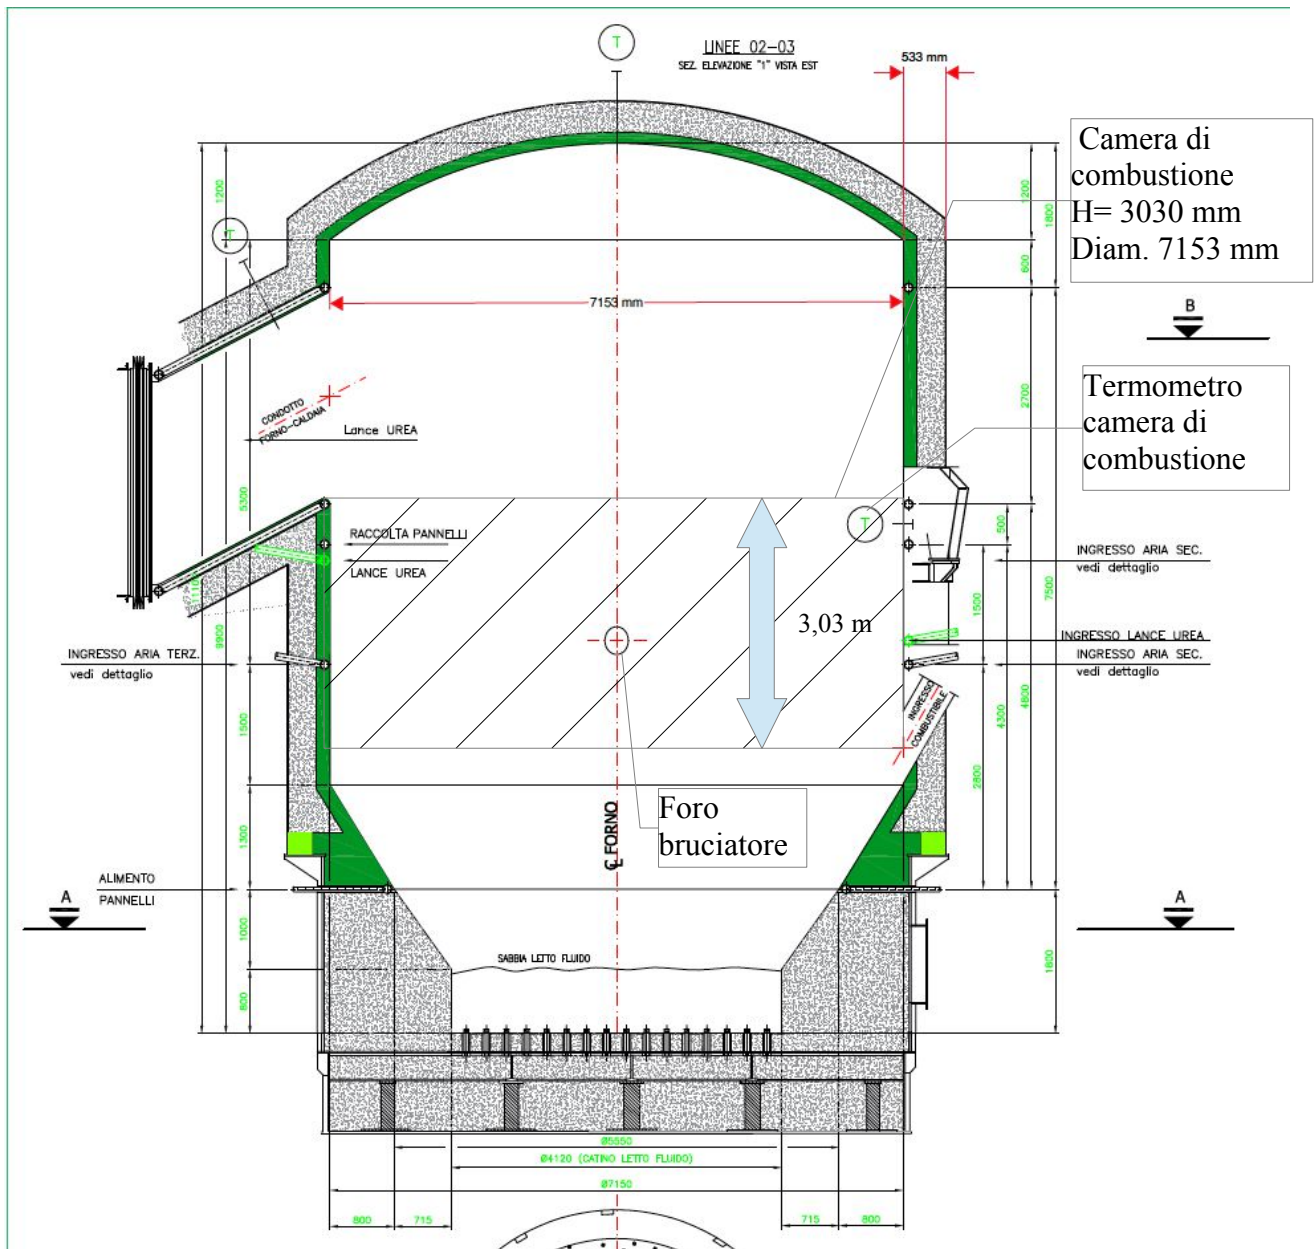 T
LINEE 02-03
SEZ. ELEVAZIONE "1" VISTA EST
533 mm
Camera di
combustione
H= 3030 mm
Diam. 7153 mm
1200
1200
1800
600
T
7153 mm
B
CONDOTTO
FORNO-CALDAIA
Lance UREA
2700
Termometro
camera di
combustione
5300
T
500
RACCOLTA PANNELLI
LANCE UREA
INGRESSO ARIA SEC.
vedi dettaglio
11100
9900
3,03 m
1500
7500
INGRESSO LANCE UREA
INGRESSO ARIA TERZ.
vedi dettaglio
INGRESSO ARIA SEC.
vedi dettaglio
INGRESSO
COMBUSTIBILE
1500
4300
4800
2800
Foro
bruciatore
1300
℄ FORNO
ALIMENTO
PANNELLI
A
A
1000
SABBIA LETTO FLUIDO
1800
800
Ø5550
Ø4120 (CATINO LETTO FLUIDO)
Ø7150
800
715
715
800